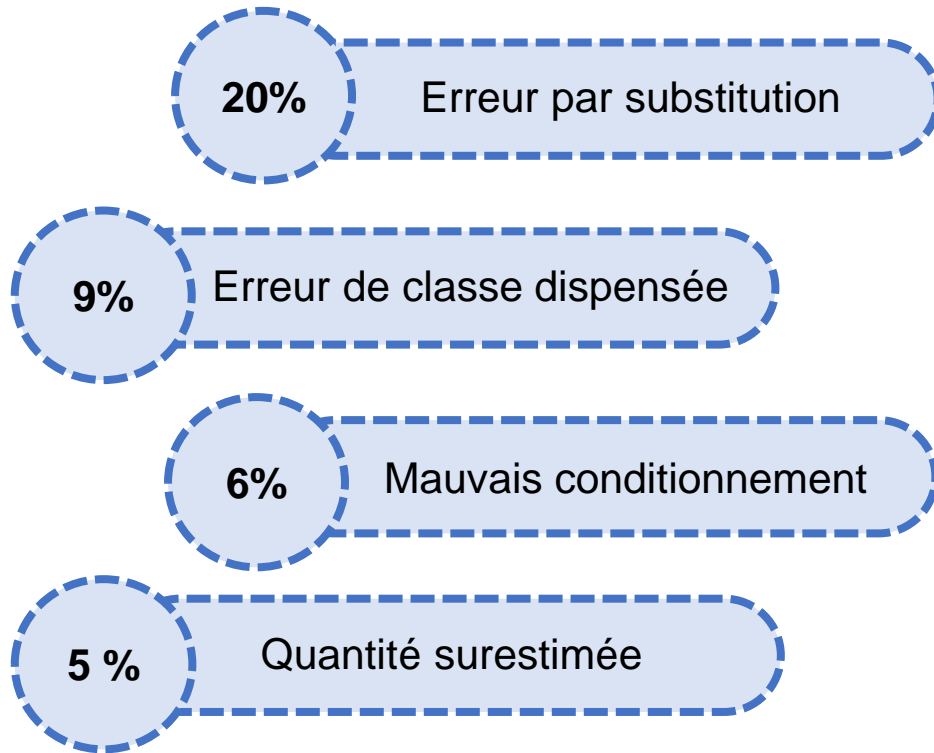 20% Erreur par substitution
9% Erreur de classe dispensée
6% Mauvais conditionnement
5 % Quantité surestimée